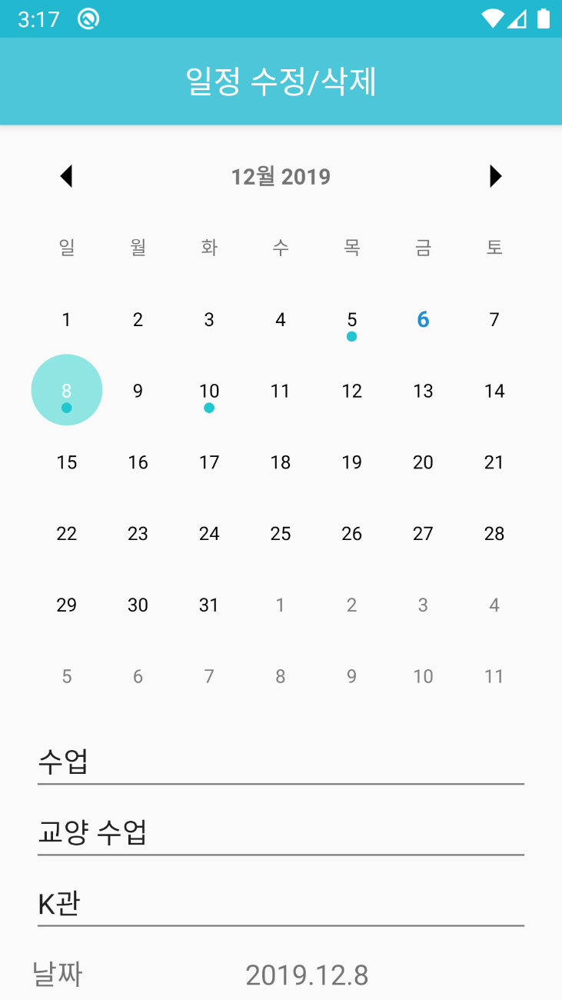 3:17
일정 수정/삭제
12월 2019
일 월 화 수 목 금 토
1 2 3 4 5 6 7
8 9 10 11 12 13 14
15 16 17 18 19 20 21
22 23 24 25 26 27 28
29 30 31 1 2 3 4
5 6 7 8 9 10 11
수업
교양 수업
K관
날짜 2019.12.8